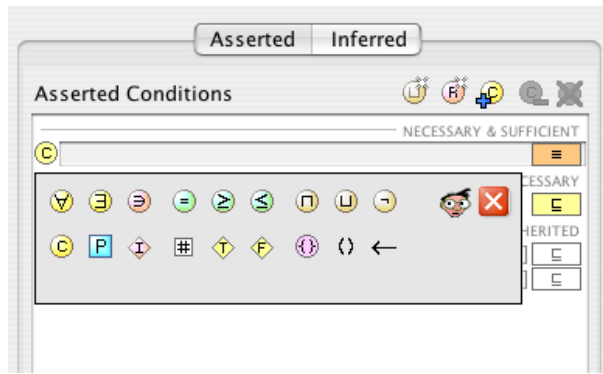 Asserted Inferred
Asserted Conditions
NECESSARY & SUFFICIENT
C ≡
CESSARY
∀ ∃ ∋ = ≥ ≤ ⊓ ⊔ ¬ ⊑
HERITED
C P I # T F {} () ← ⊑
⊑